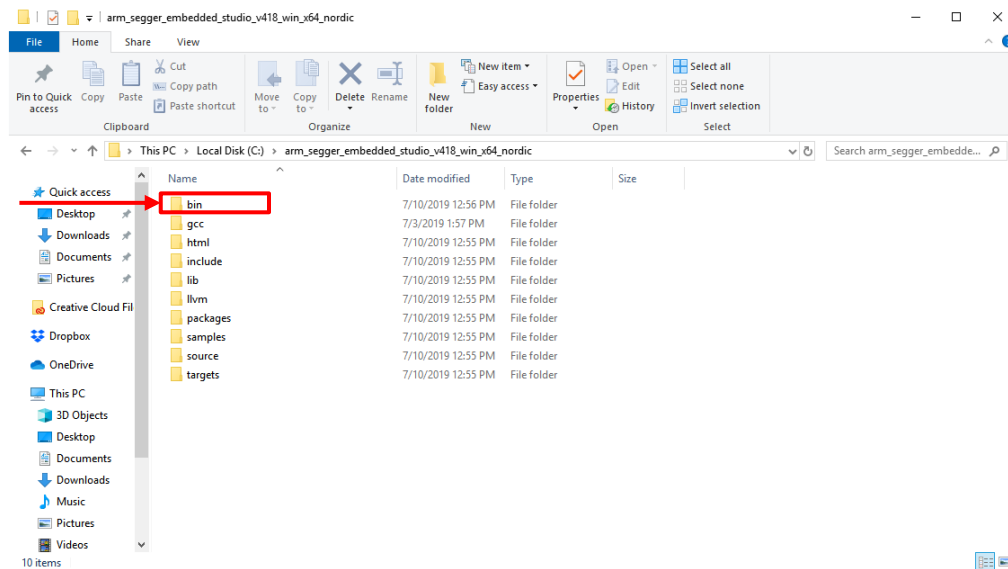 arm_segger_embedded_studio_v418_win_x64_nordic
File Home Share View
Pin to Quick access
Copy
Paste
Cut
Copy path
Paste shortcut
Clipboard
Move to
Copy to
Delete
Rename
Organize
New folder
New item
Easy access
New
Properties
Open
Edit
History
Open
Select all
Select none
Invert selection
Select
This PC > Local Disk (C:) > arm_segger_embedded_studio_v418_win_x64_nordic
Search arm_segger_embedde...
Name Date modified Type Size
Quick access
Desktop
Downloads
Documents
Pictures
Creative Cloud Fil
Dropbox
OneDrive
This PC
3D Objects
Desktop
Documents
Downloads
Music
Pictures
Videos
bin 7/10/2019 12:56 PM File folder
gcc 7/3/2019 1:57 PM File folder
html 7/10/2019 12:55 PM File folder
include 7/10/2019 12:55 PM File folder
lib 7/10/2019 12:55 PM File folder
llvm 7/10/2019 12:55 PM File folder
packages 7/10/2019 12:55 PM File folder
samples 7/10/2019 12:55 PM File folder
source 7/10/2019 12:55 PM File folder
targets 7/10/2019 12:55 PM File folder
10 items